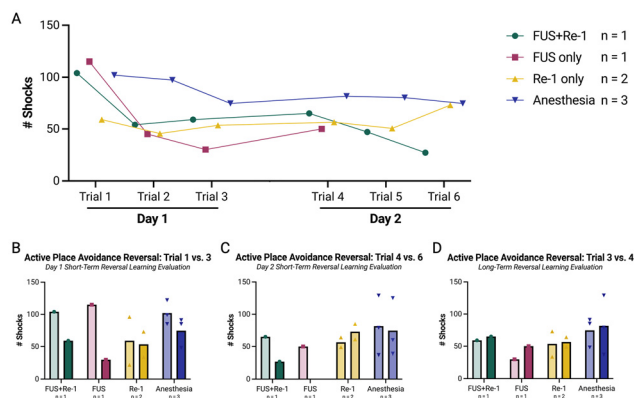 A
150
100
50
0
# Shocks
Trial 1
Trial 2
Trial 3
Trial 4
Trial 5
Trial 6
Day 1
Day 2
FUS+Re-1 n = 1
FUS only n = 1
Re-1 only n = 2
Anesthesia n = 3
B
Active Place Avoidance Reversal: Trial 1 vs. 3
Day 1 Short-Term Reversal Learning Evaluation
150
100
50
0
# Shocks
FUS+Re-1
n=1
FUS
n=1
Re-1
n=2
Anesthesia
n=3
C
Active Place Avoidance Reversal: Trial 4 vs. 6
Day 2 Short-Term Reversal Learning Evaluation
150
100
50
0
# Shocks
FUS+Re-1
n=1
FUS
n=1
Re-1
n=2
Anesthesia
n=3
D
Active Place Avoidance Reversal: Trial 3 vs. 4
Long-Term Reversal Learning Evaluation
150
100
50
0
# Shocks
FUS+Re-1
n=1
FUS
n=1
Re-1
n=2
Anesthesia
n=3